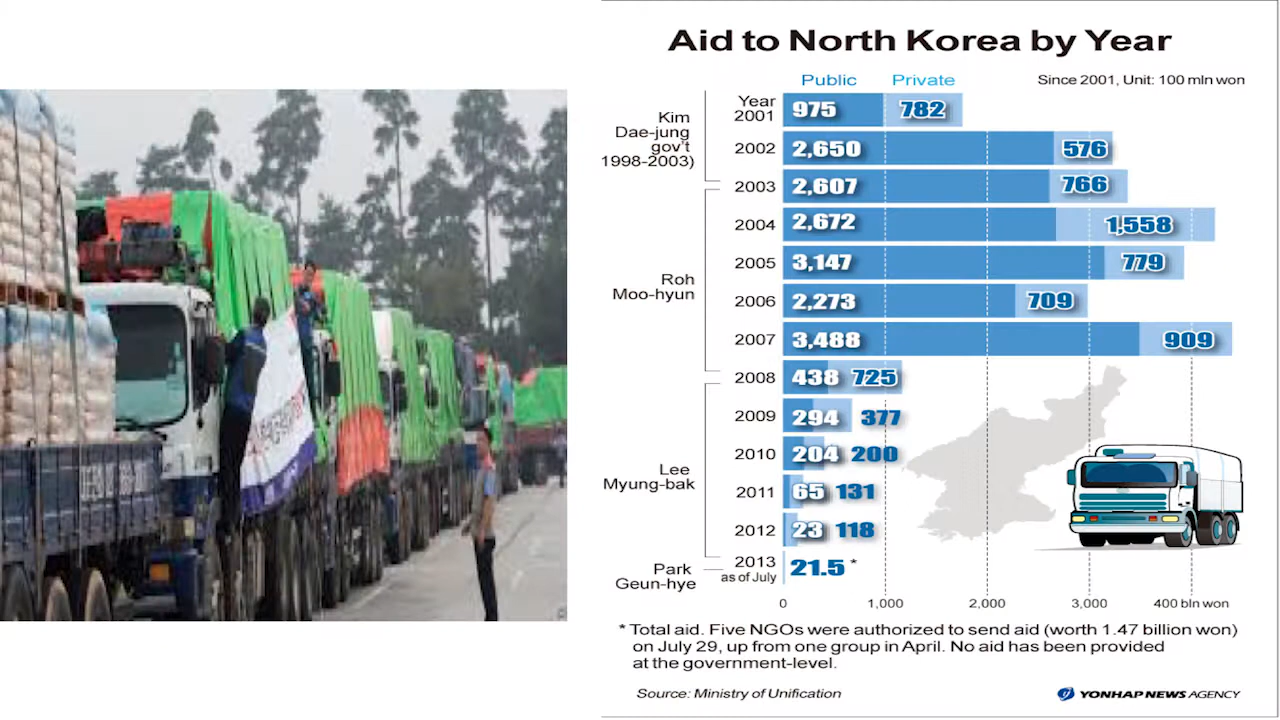 Aid to North Korea by Year
Public Private Since 2001, Unit: 100 mln won
Kim
Dae-jung
gov't
1998-2003)
Year
2001 975 782
2002 2,650 576
2003 2,607 766
2004 2,672 1,558
2005 3,147 779
Roh
Moo-hyun
2006 2,273 709
2007 3,488 909
2008 438 725
2009 294 377
2010 204 200
Lee
Myung-bak
2011 65 131
2012 23 118
Park
Geun-hye
2013
as of July
21.5 *
0 1,000 2,000 3,000 400 bln won
* Total aid. Five NGOs were authorized to send aid (worth 1.47 billion won)
on July 29, up from one group in April. No aid has been provided
at the government-level.
Source: Ministry of Unification
YONHAP NEWS AGENCY